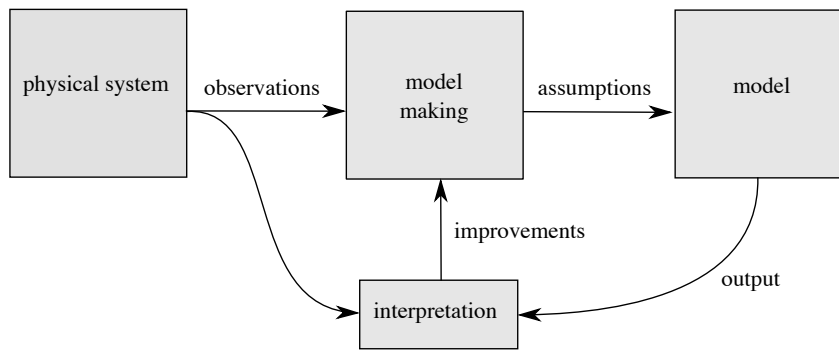 physical system
observations
model
making
assumptions
model
improvements
output
interpretation